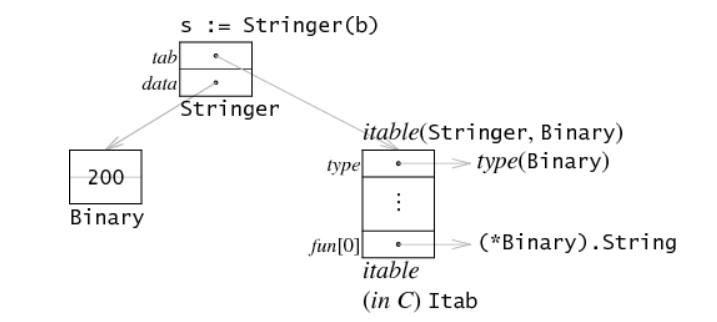 s := Stringer(b)
tab
data
Stringer
itable(Stringer, Binary)
type
type(Binary)
200
⋮
Binary
fun[0]
(*Binary).String
itable
(in C) Itab